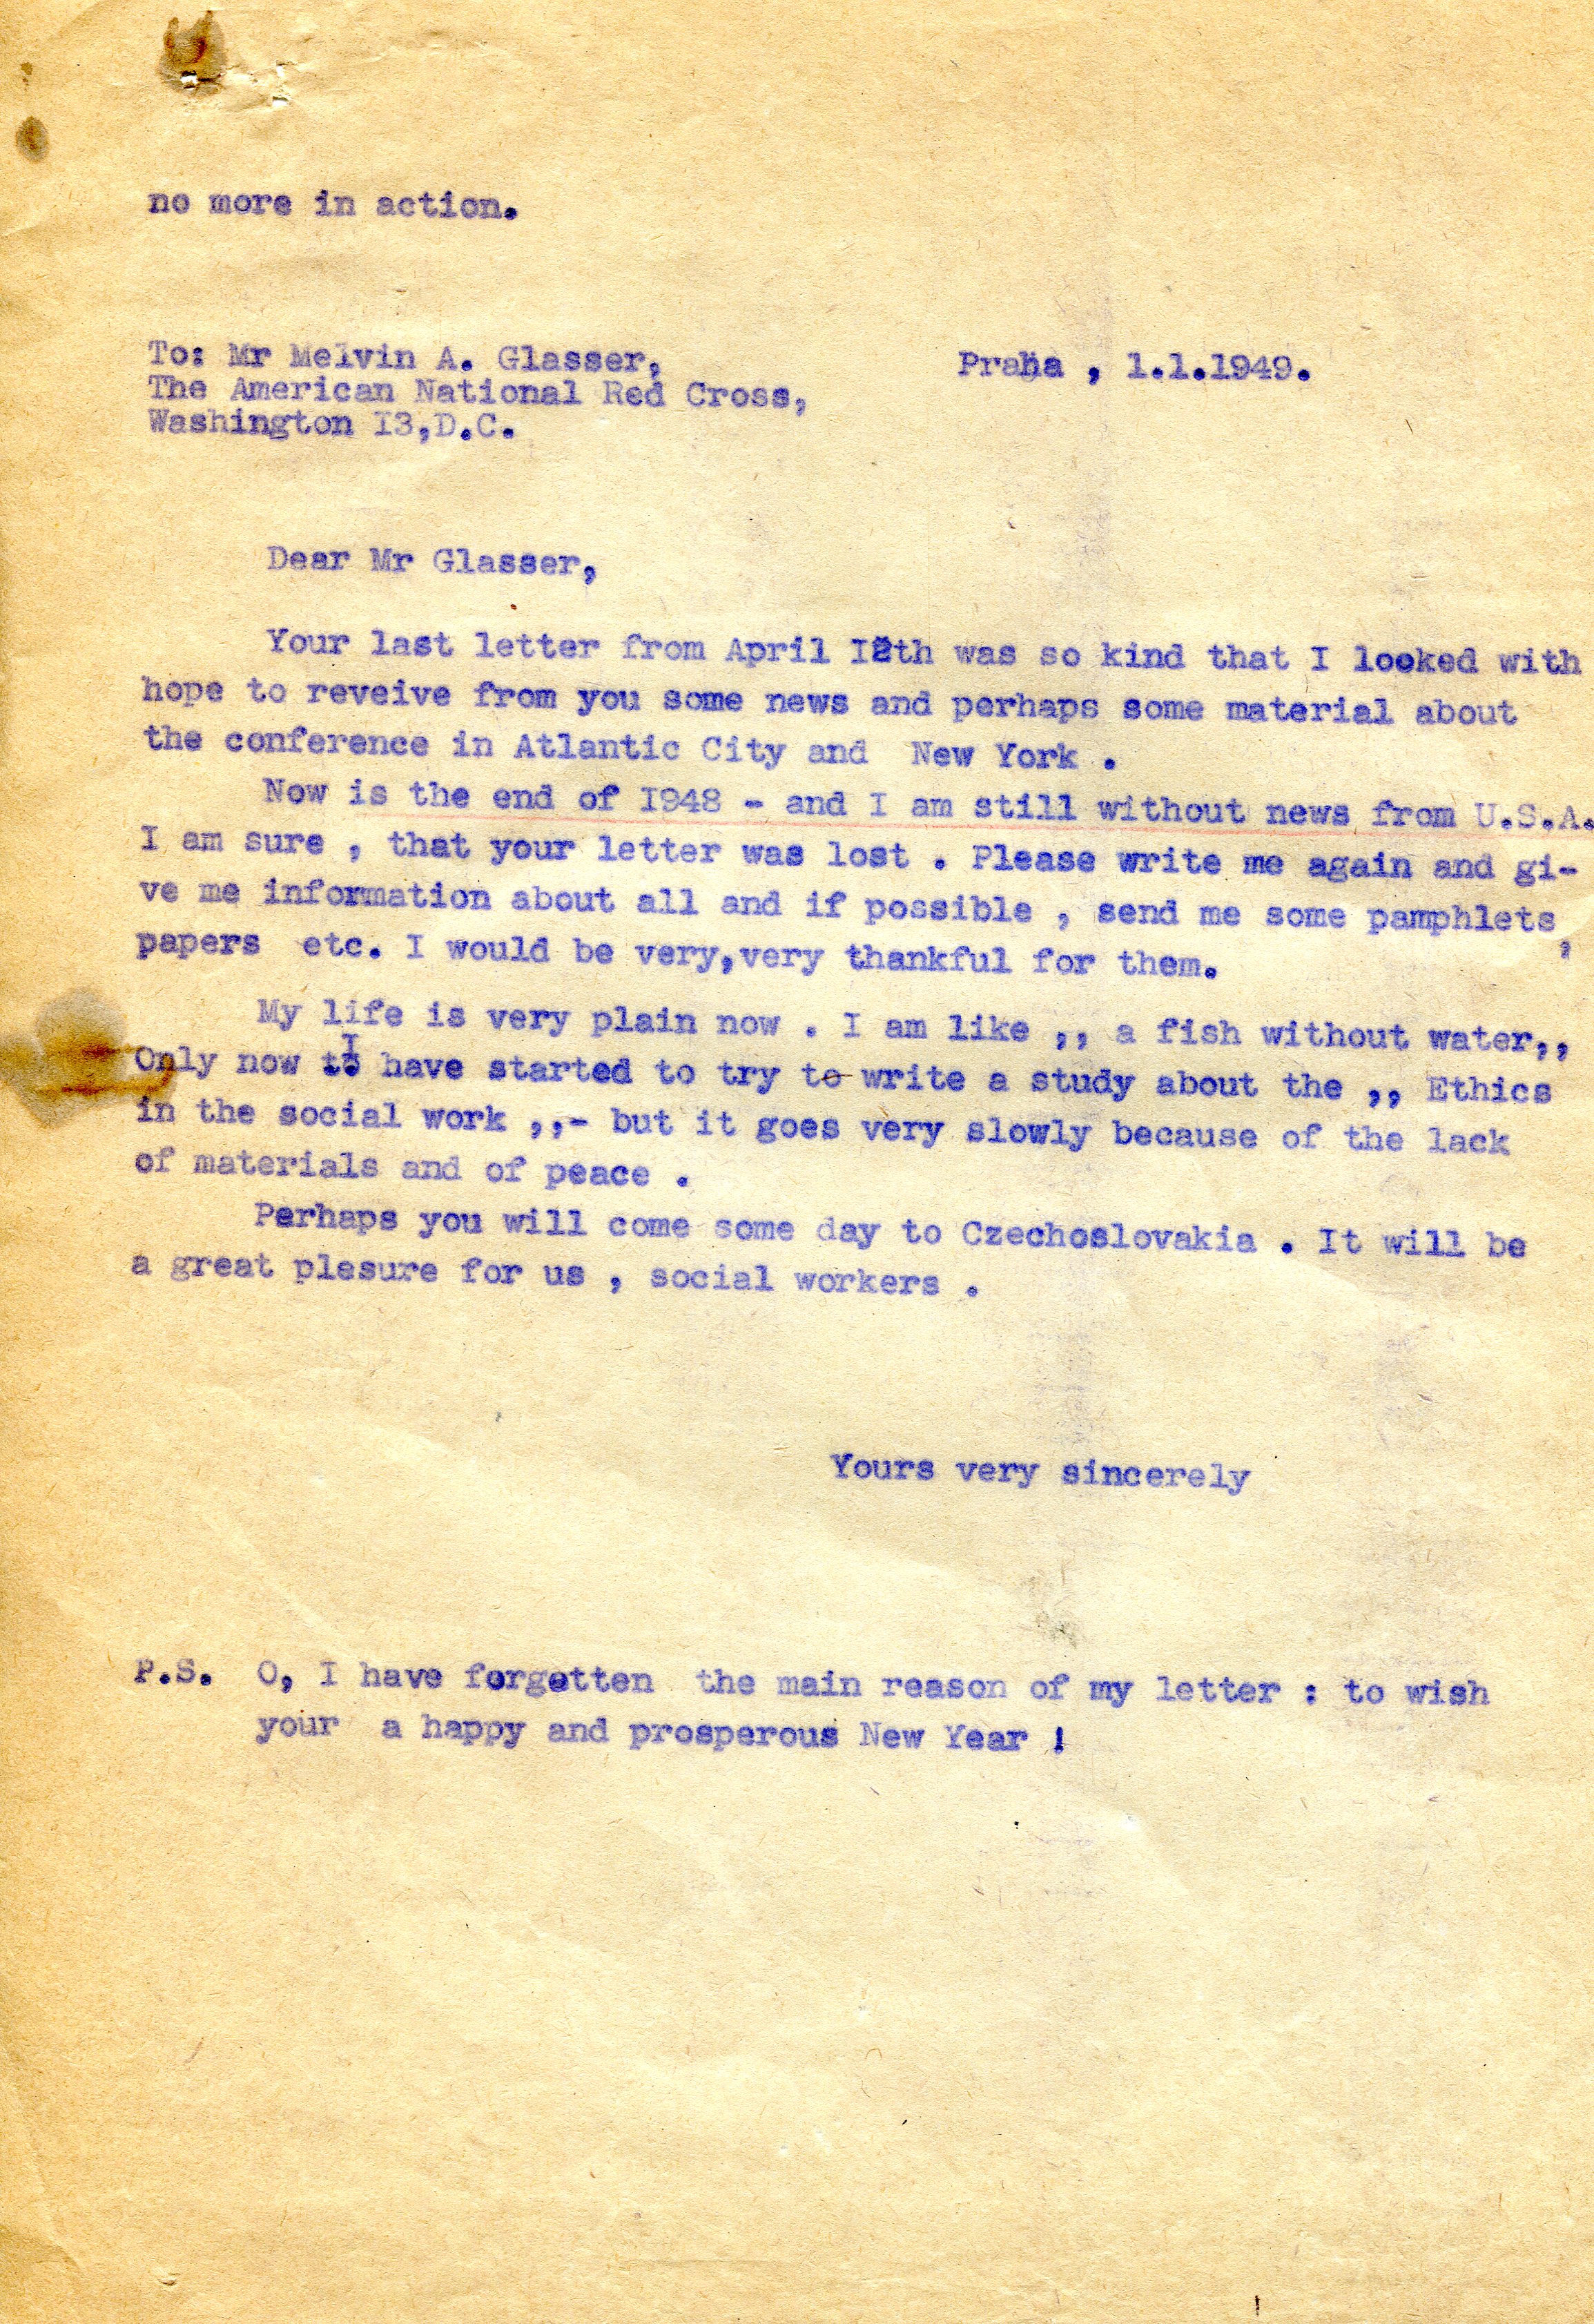 no more in action.
To: Mr Melvin A. Glasser,
Praha , 1.1.1949.
The American National Red Cross,
Washington I3,D.C.
Dear Mr Glasser,
Your last letter from April I2th was so kind that I looked with
hope to reveive from you some news and perhaps some material about
the conference in Atlantic City and New York .
Now is the end of I948 - and I am still without news from U.S.A.
I am sure , that your letter was lost . Please write me again and gi-
ve me information about all and if possible , send me some pamphlets,
papers etc. I would be very,very thankful for them.
My life is very plain now . I am like ,, a fish without water,,
Only now I have started to try to write a study about the ,, Ethics
in the social work ,,- but it goes very slowly because of the lack
of materials and of peace .
Perhaps you will come some day to Czechoslovakia . It will be
a great plesure for us , social workers .
Yours very sincerely
P.S. O, I have forgotten the main reason of my letter : to wish
your a happy and prosperous New Year !